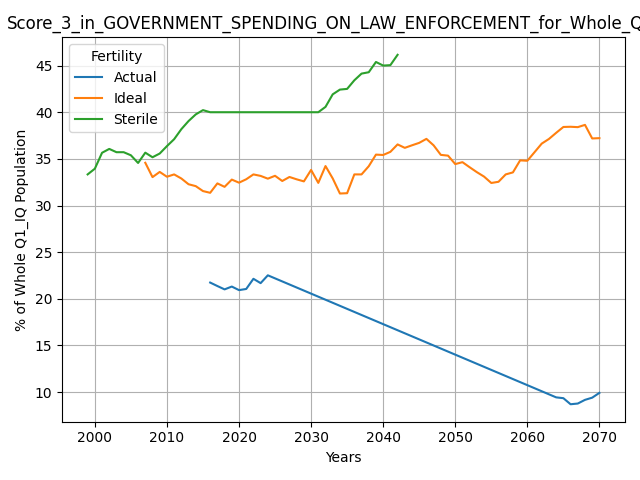 Score_3_in_GOVERNMENT_SPENDING_ON_LAW_ENFORCEMENT_for_Whole_Q
Fertility
Actual
Ideal
Sterile
% of Whole Q1_IQ Population
45
40
35
30
25
20
15
10
2000 2010 2020 2030 2040 2050 2060 2070
Years